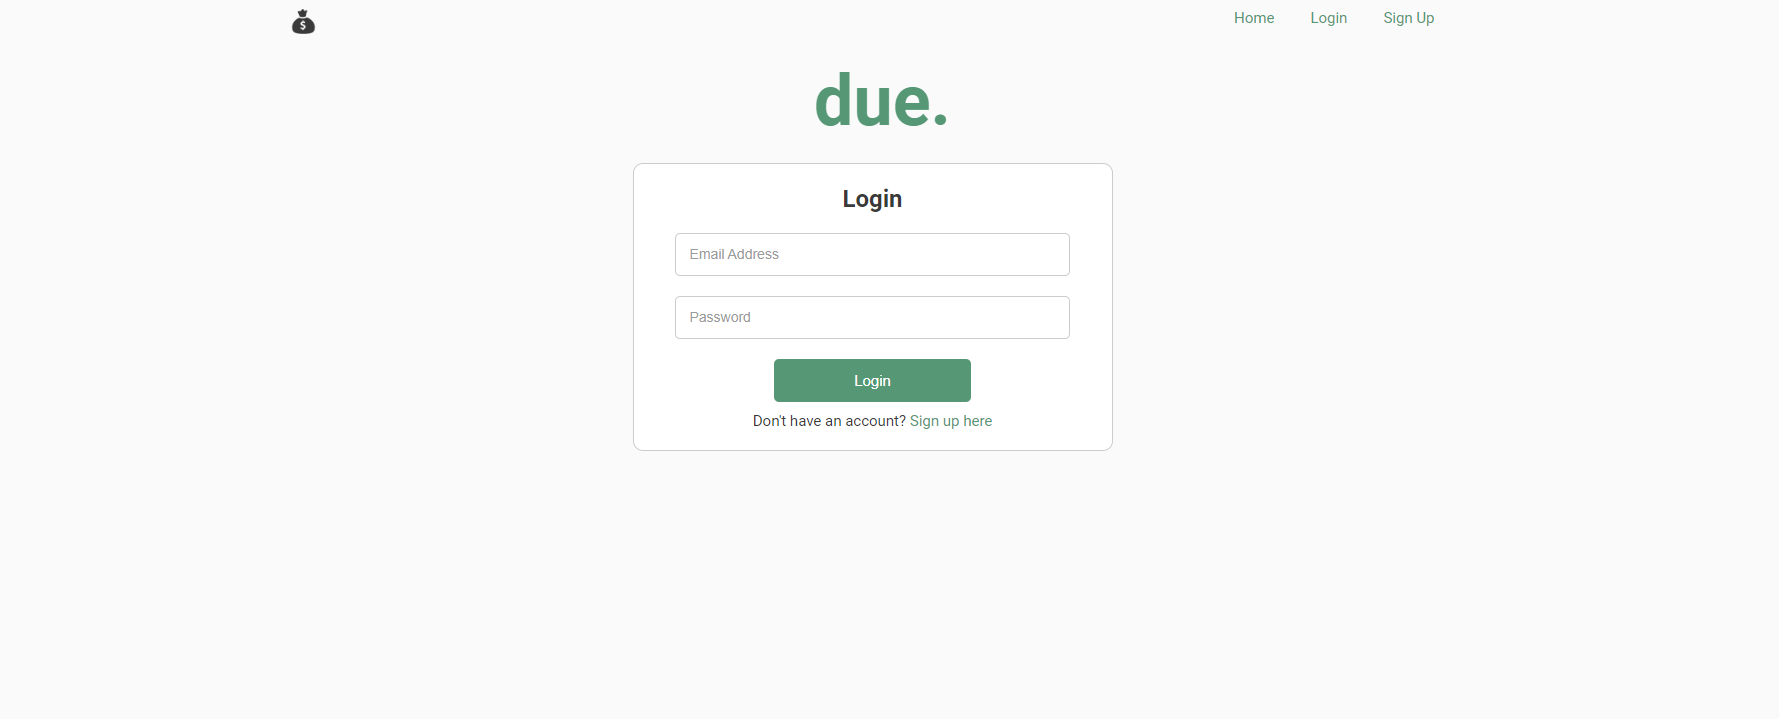 Home Login Sign Up
due.
Login
Email Address
Password
Login
Don't have an account? Sign up here